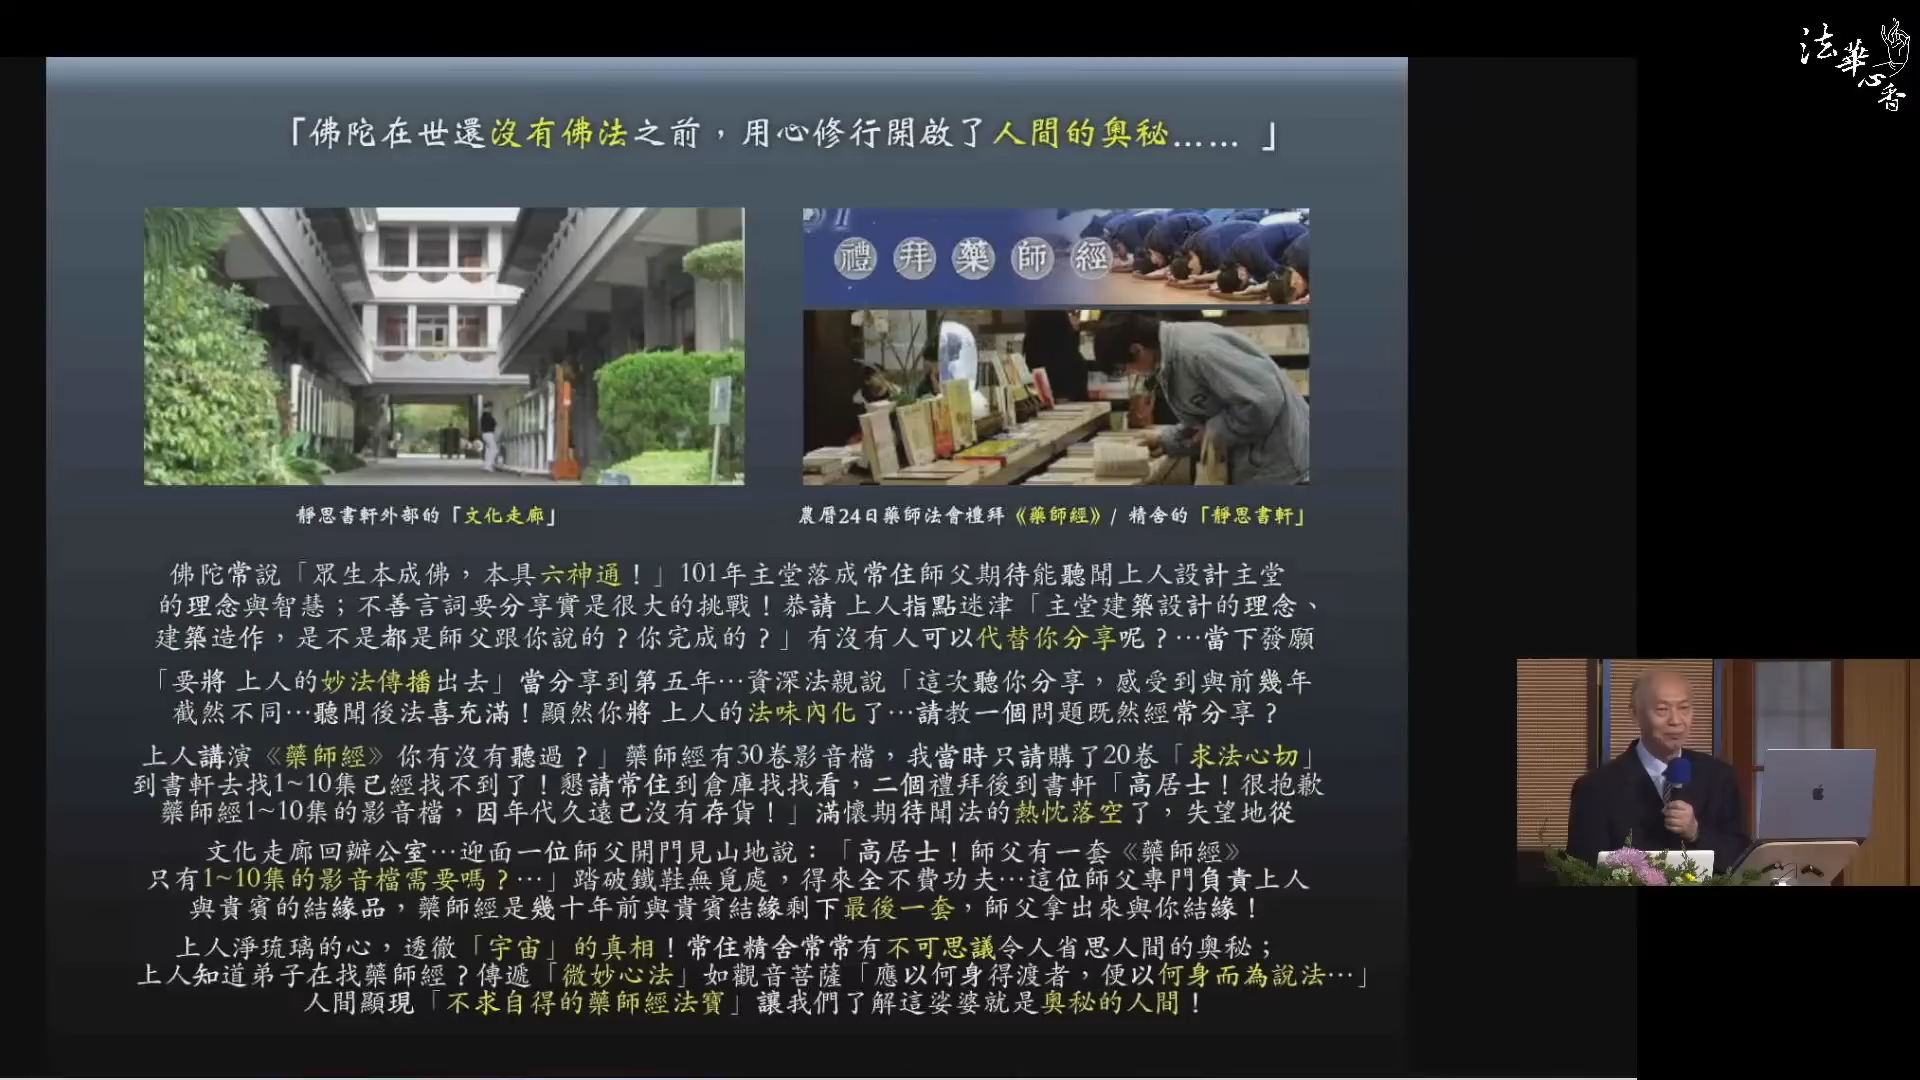 法華心香
「佛陀在世還沒有佛法之前，用心修行開啟了人間的奧秘…… 」
禮拜藥師經
靜思書軒外部的「文化走廊」
農曆24日藥師法會禮拜《藥師經》/ 精舍的「靜思書軒」
佛陀常說「眾生本成佛，本具六神通！」101年主堂落成常住師父期待能聽聞上人設計主堂
的理念與智慧；不善言詞要分享實是很大的挑戰！恭請 上人指點迷津「主堂建築設計的理念、
建築造作，是不是都是師父跟你說的？你完成的？」有沒有人可以代替你分享呢？…當下發願
「要將 上人的妙法傳播出去」當分享到第五年…資深法親說「這次聽你分享，感受到與前幾年
截然不同…聽聞後法喜充滿！顯然你將 上人的法味內化了…請教一個問題既然經常分享？
上人講演《藥師經》你有沒有聽過？」藥師經有30卷影音檔，我當時只請購了20卷「求法心切」
到書軒去找1~10集已經找不到了！懇請常住到倉庫找找看，二個禮拜後到書軒「高居士！很抱歉
藥師經1~10集的影音檔，因年代久遠已沒有存貨！」滿懷期待聞法的熱忱落空了，失望地從
文化走廊回辦公室…迎面一位師父開門見山地說：「高居士！師父有一套《藥師經》
只有1~10集的影音檔需要嗎？…」踏破鐵鞋無覓處，得來全不費功夫…這位師父專門負責上人
與貴賓的結緣品，藥師經是幾十年前與貴賓結緣剩下最後一套，師父拿出來與你結緣！
上人淨琉璃的心，透徹「宇宙」的真相！常住精舍常常有不可思議令人省思人間的奧秘；
上人知道弟子在找藥師經？傳遞「微妙心法」如觀音菩薩「應以何身得渡者，便以何身而為說法…」
人間顯現「不求自得的藥師經法寶」讓我們了解這娑婆就是奧秘的人間！